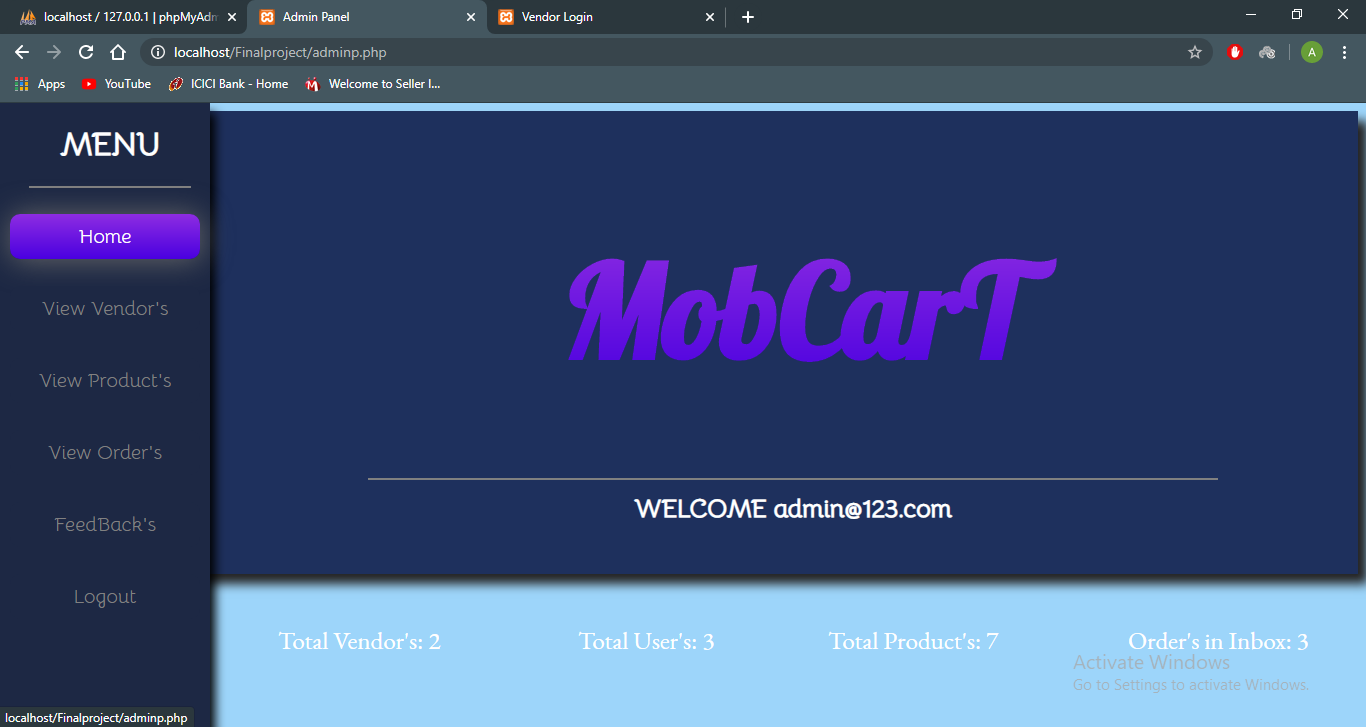 localhost / 127.0.0.1 | phpMyAdm
Admin Panel
Vendor Login
localhost/Finalproject/adminp.php
A
Apps
YouTube
ICICI Bank - Home
Welcome to Seller I...
MENU
Home
View Vendor's
View Product's
View Order's
FeedBack's
Logout
MobCarT
WELCOME admin@123.com
Total Vendor's: 2
Total User's: 3
Total Product's: 7
Order's in Inbox: 3
Activate Windows
Go to Settings to activate Windows.
localhost/Finalproject/adminp.php